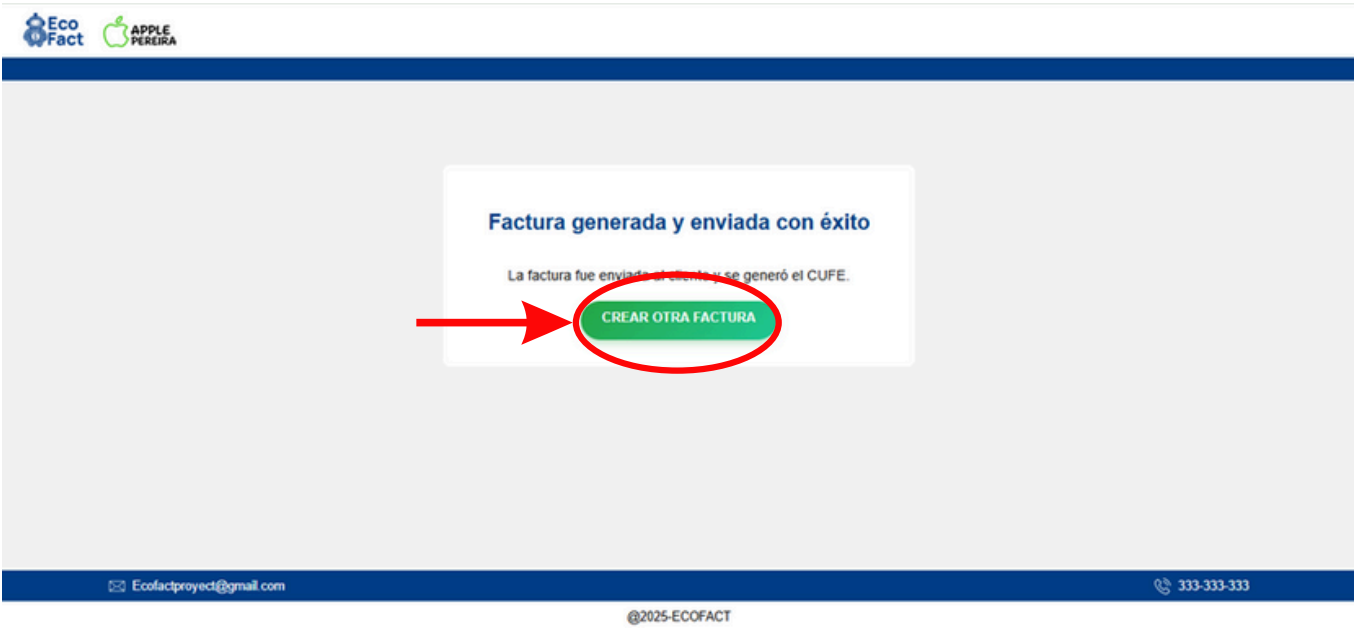 Eco
Fact
APPLE
PEREIRA
Factura generada y enviada con éxito
La factura fue enviada al cliente y se generó el CUFE.
CREAR OTRA FACTURA
Ecofactproyect@gmail.com
333-333-333
@2025-ECOFACT